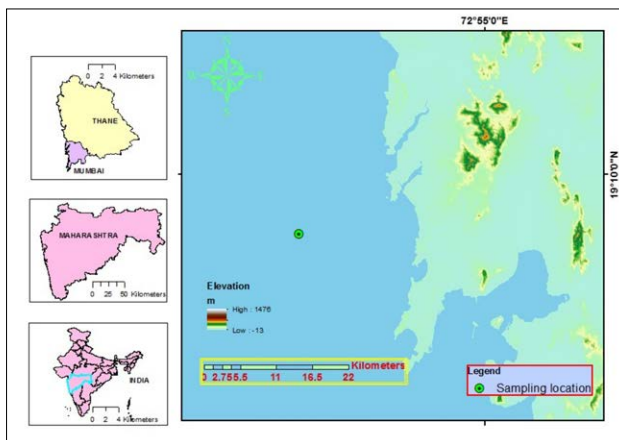 72°55'0"E
0 2 4 Kilometers
THANE
MUMBAI
MAHARASHTRA
0 25 50 Kilometers
INDIA
0 2 4
Kilometers
19°10'0"N
Elevation
m
High : 1476
Low : -13
Kilometers
0 2.75 5.5 11 16.5 22
Legend
Sampling location